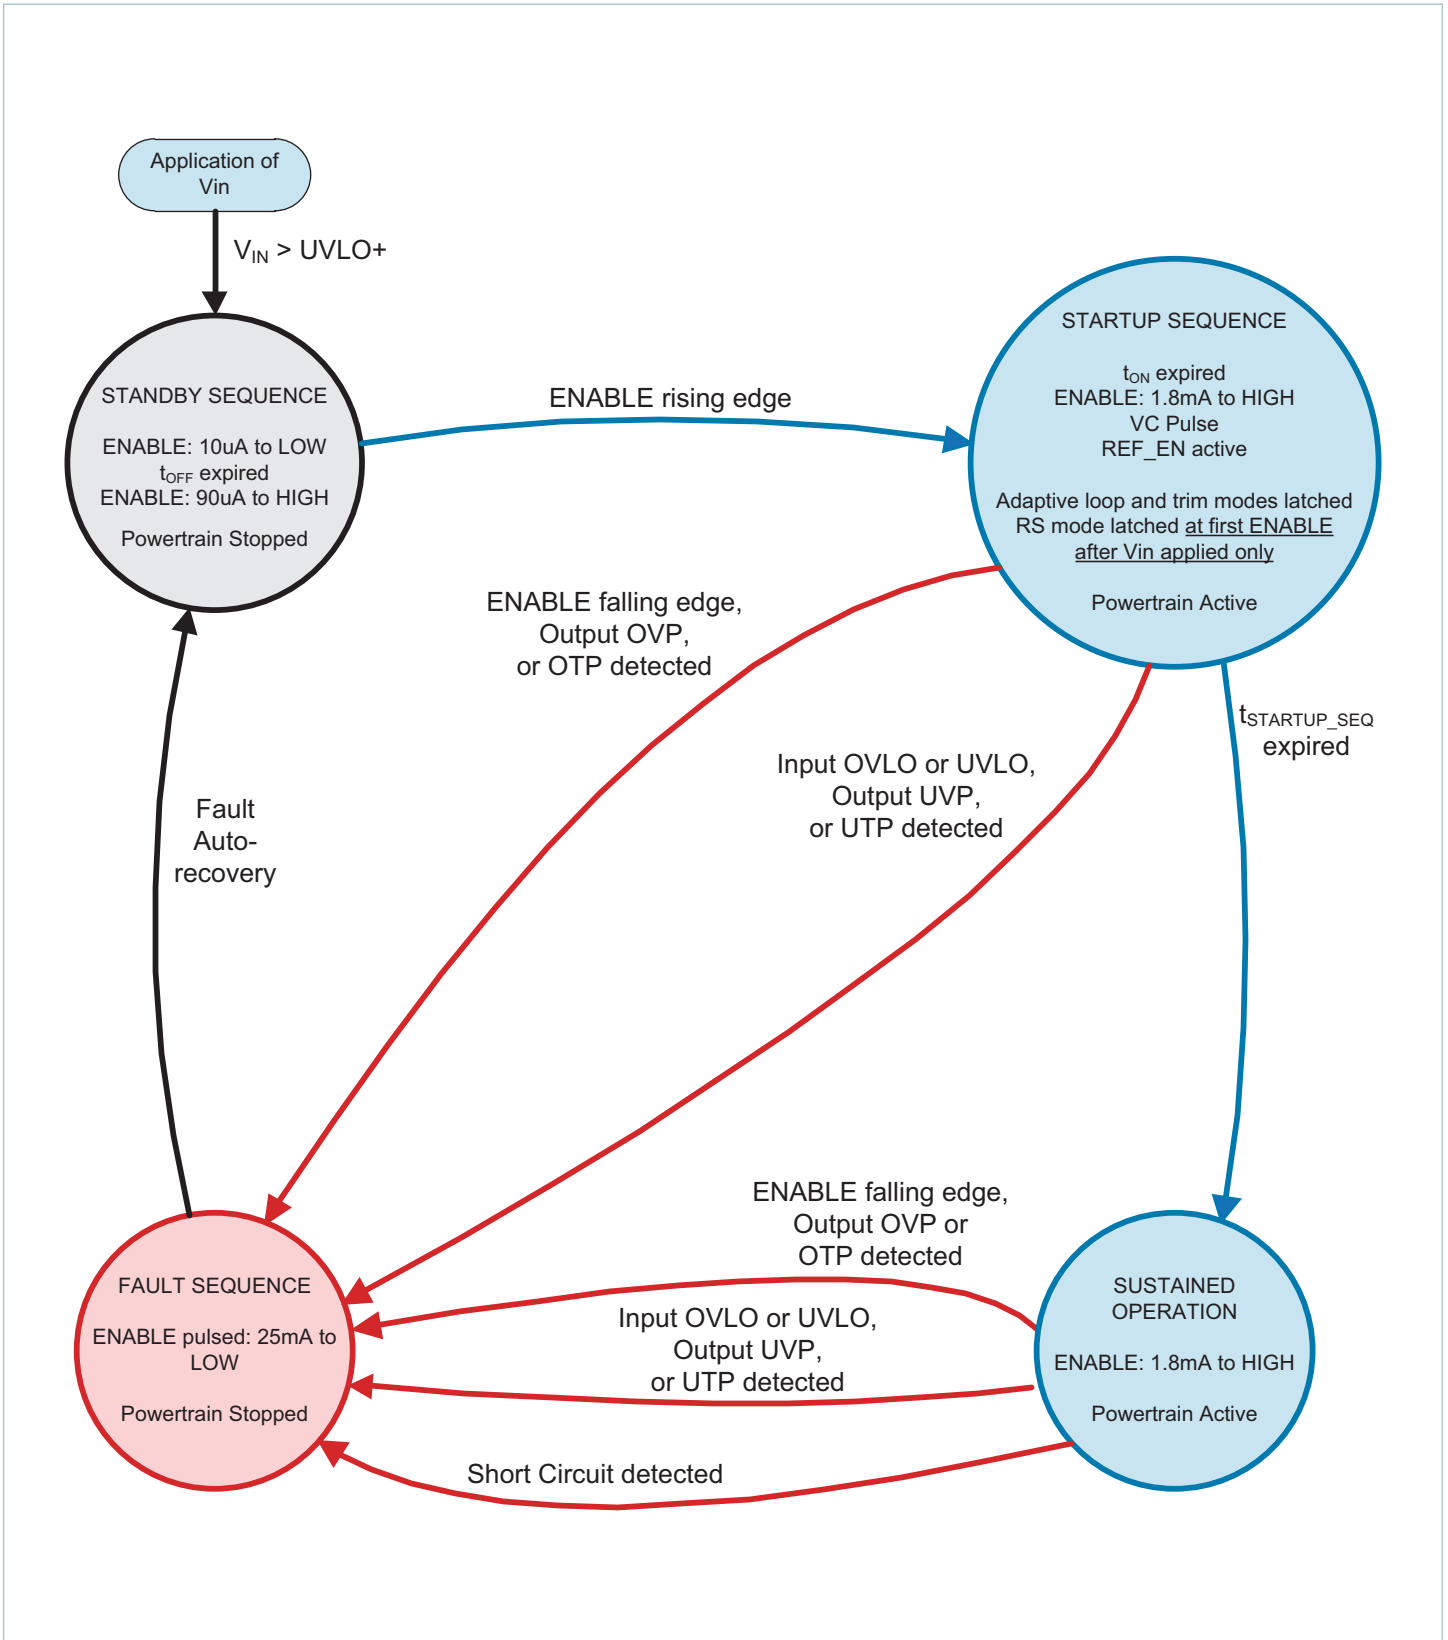 Application of
Vin
V_IN > UVLO+
STANDBY SEQUENCE
ENABLE: 10uA to LOW
t_OFF expired
ENABLE: 90uA to HIGH
Powertrain Stopped
ENABLE rising edge
STARTUP SEQUENCE
t_ON expired
ENABLE: 1.8mA to HIGH
VC Pulse
REF_EN active
Adaptive loop and trim modes latched
RS mode latched at first ENABLE
after Vin applied only
Powertrain Active
ENABLE falling edge,
Output OVP,
or OTP detected
t_STARTUP_SEQ
expired
Input OVLO or UVLO,
Output UVP,
or UTP detected
Fault
Auto-
recovery
ENABLE falling edge,
Output OVP or
OTP detected
FAULT SEQUENCE
ENABLE pulsed: 25mA to
LOW
Powertrain Stopped
Input OVLO or UVLO,
Output UVP,
or UTP detected
SUSTAINED
OPERATION
ENABLE: 1.8mA to HIGH
Powertrain Active
Short Circuit detected